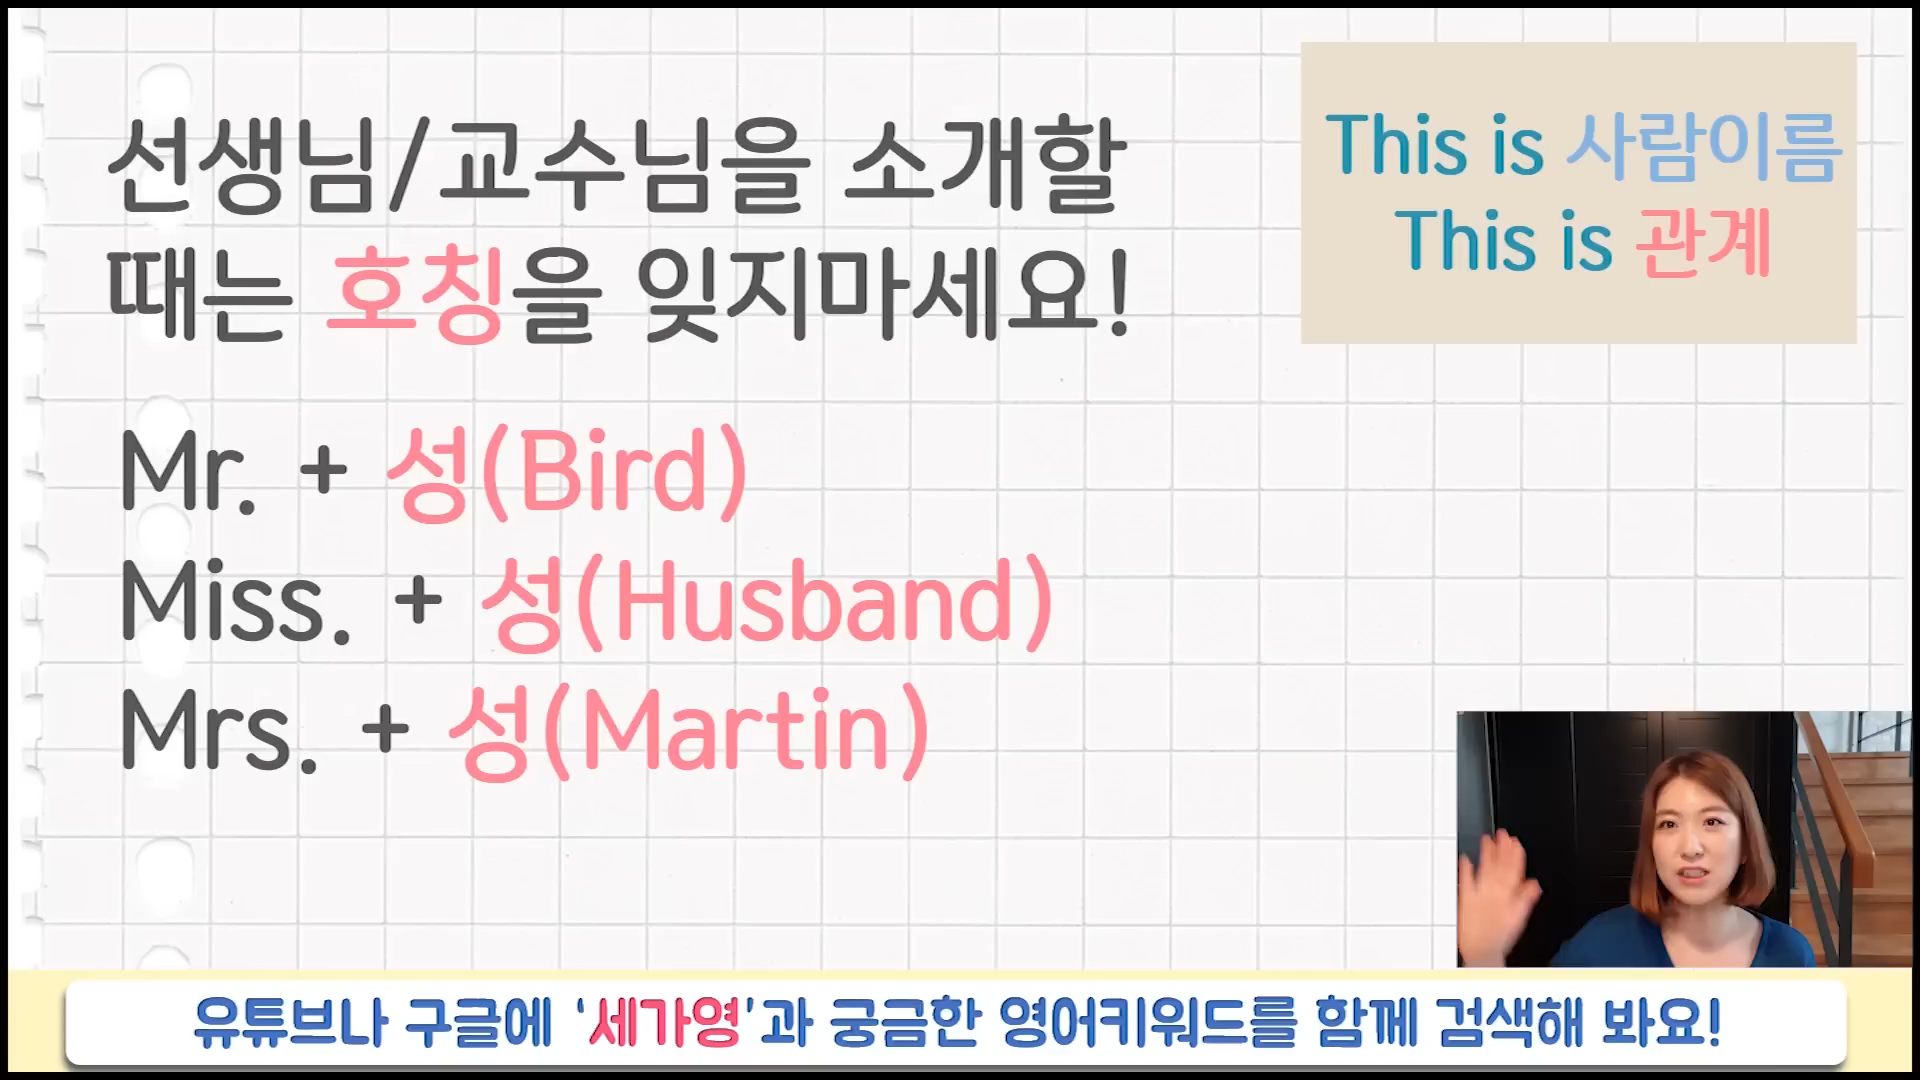 선생님/교수님을 소개할
때는 호칭을 잊지마세요!
Mr. + 성(Bird)
Miss. + 성(Husband)
Mrs. + 성(Martin)
This is 사람이름
This is 관계
유튜브나 구글에 '세가영'과 궁금한 영어키워드를 함께 검색해 봐요!